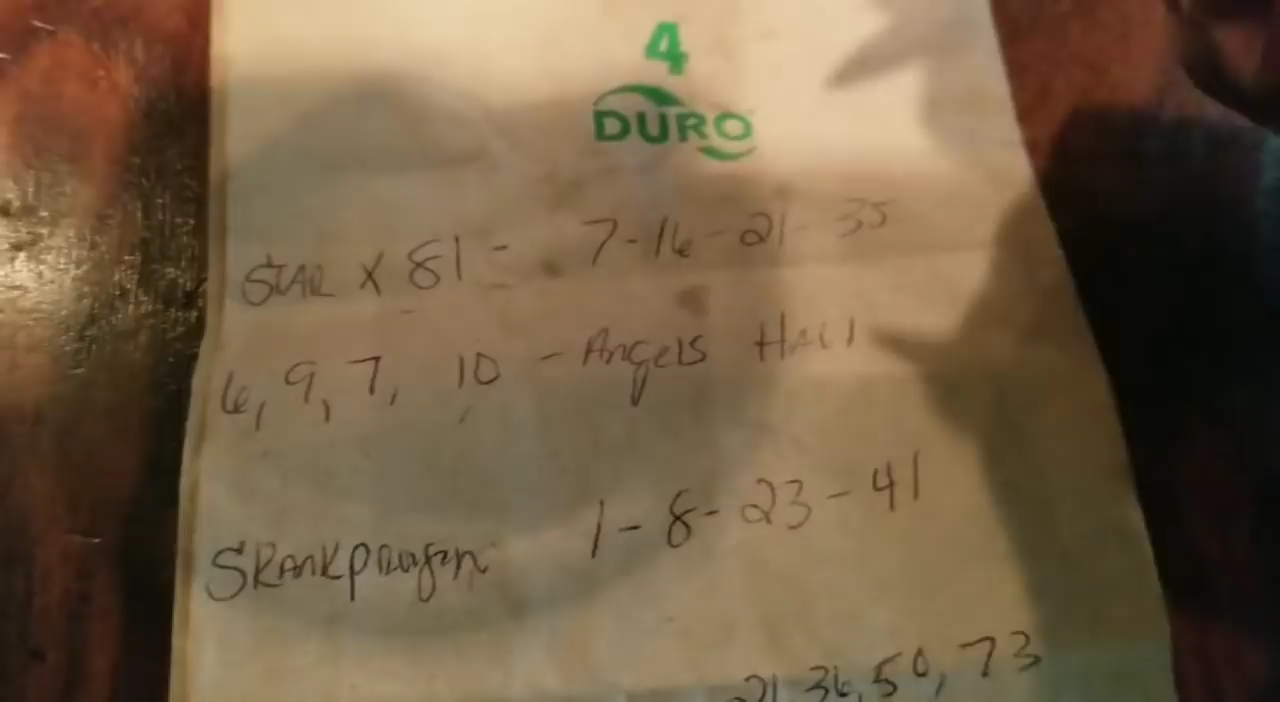 4
DURO
STAR X 81 = 7-16-21-35
6, 9, 7, 10 - Angels HALL
1-8-23-41
21, 36, 50, 73